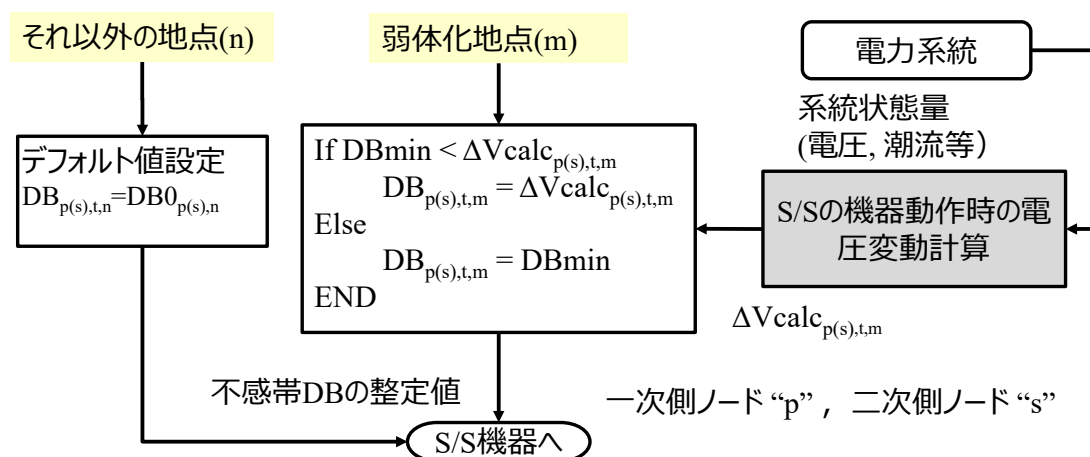 それ以外の地点(n)
弱体化地点(m)
電力系統
系統状態量
(電圧, 潮流等）
デフォルト値設定
DBp(s),t,n=DB0p(s),n
If DBmin < ΔVcalcp(s),t,m
DBp(s),t,m = ΔVcalcp(s),t,m
Else
DBp(s),t,m = DBmin
END
S/Sの機器動作時の電
圧変動計算
ΔVcalcp(s),t,m
不感帯DBの整定値
一次側ノード “p” ， 二次側ノード “s”
S/S機器へ